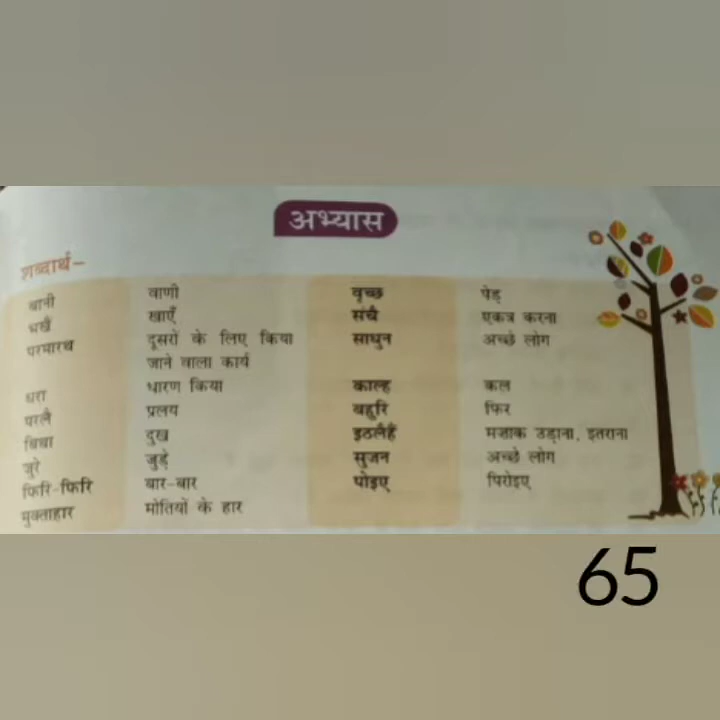 अभ्यास
शब्दार्थ–
बानी वाणी वृच्छ पेड़
भखैं खाएँ संचै एकत्र करना
परमारथ दूसरों के लिए किया साधुन अच्छे लोग
जाने वाला कार्य
धरा धारण किया काल्ह कल
परलै प्रलय बहुरि फिर
बिथा दुख इठलैहैं मज़ाक उड़ाना, इतराना
जुरे जुड़े सुजन अच्छे लोग
फिरि-फिरि बार-बार पोइए पिरोइए
मुक्ताहार मोतियों के हार
65